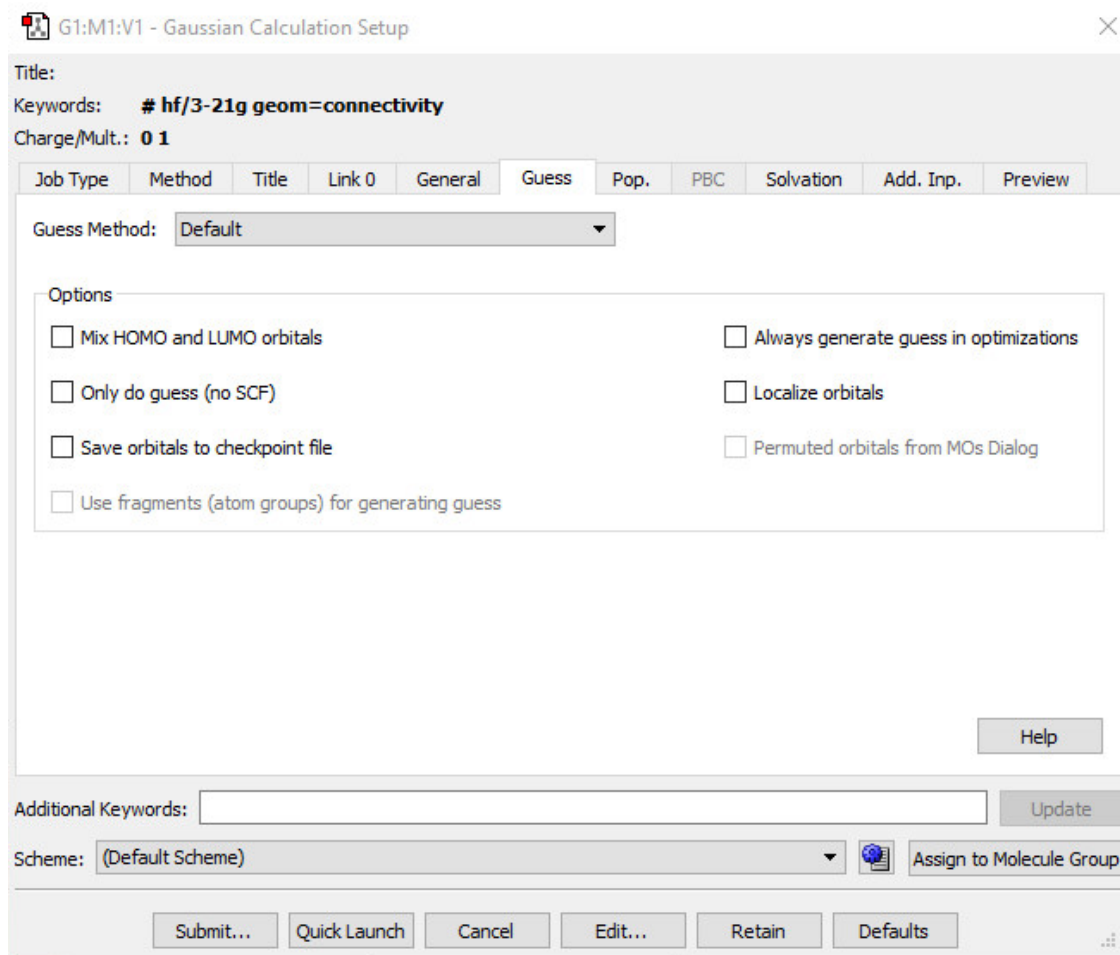 G1:M1:V1 - Gaussian Calculation Setup
Title:
Keywords: # hf/3-21g geom=connectivity
Charge/Mult.: 0 1
Job Type Method Title Link 0 General Guess Pop. PBC Solvation Add. Inp. Preview
Guess Method: Default
Options
Mix HOMO and LUMO orbitals Always generate guess in optimizations
Only do guess (no SCF) Localize orbitals
Save orbitals to checkpoint file Permuted orbitals from MOs Dialog
Use fragments (atom groups) for generating guess
Help
Additional Keywords: Update
Scheme: (Default Scheme) Assign to Molecule Group
Submit... Quick Launch Cancel Edit... Retain Defaults